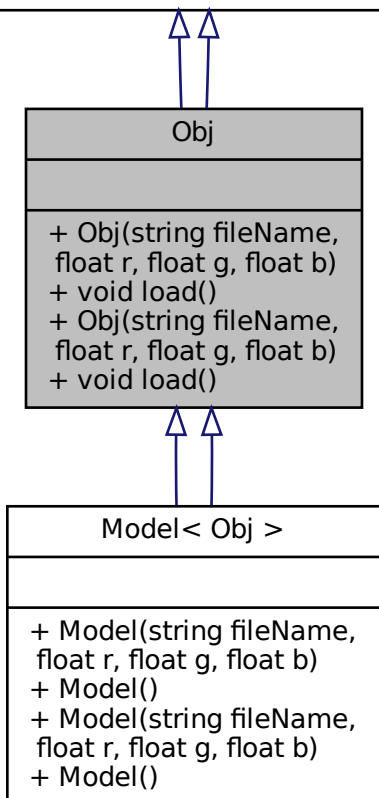 Obj
+ Obj(string fileName,
float r, float g, float b)
+ void load()
+ Obj(string fileName,
float r, float g, float b)
+ void load()
Model< Obj >
+ Model(string fileName,
float r, float g, float b)
+ Model()
+ Model(string fileName,
float r, float g, float b)
+ Model()